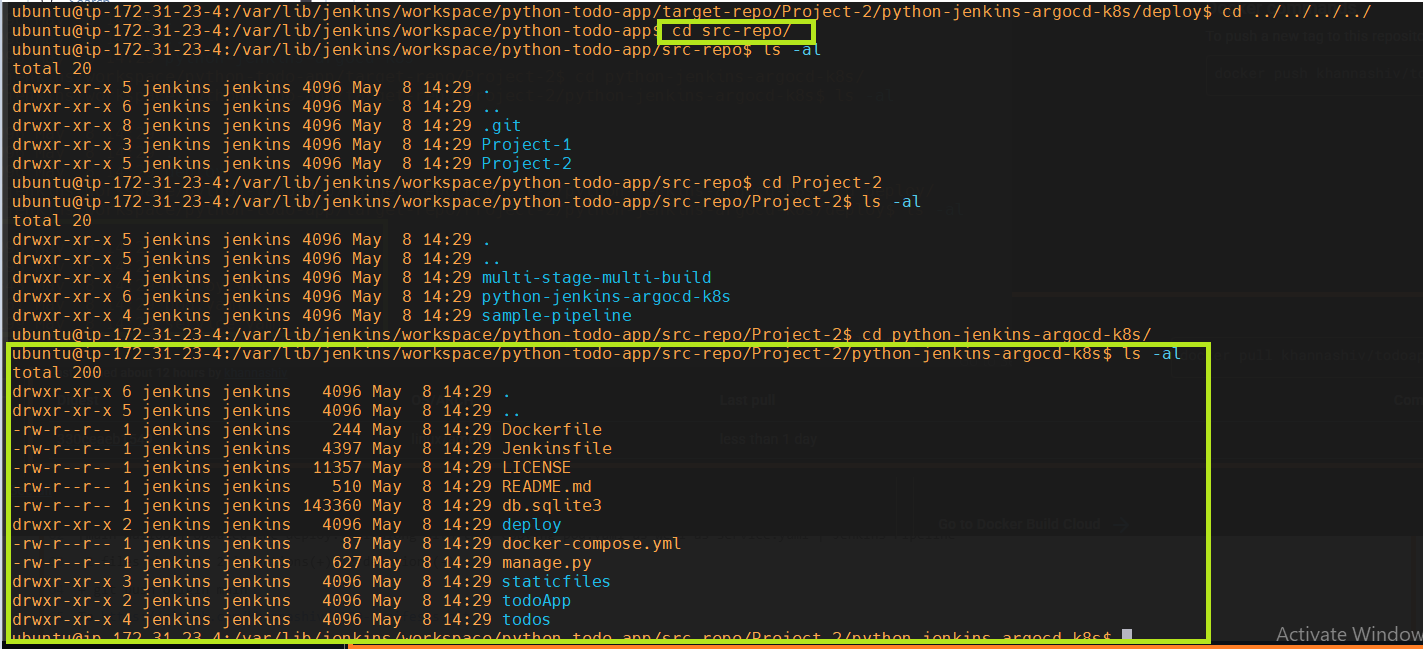 ubuntu@ip-172-31-23-4:/var/lib/jenkins/workspace/python-todo-app/target-repo/Project-2/python-jenkins-argocd-k8s/deploy$ cd ../../../../
ubuntu@ip-172-31-23-4:/var/lib/jenkins/workspace/python-todo-app$ cd src-repo/
ubuntu@ip-172-31-23-4:/var/lib/jenkins/workspace/python-todo-app/src-repo$ ls -al
total 20
drwxr-xr-x 5 jenkins jenkins 4096 May  8 14:29 .
drwxr-xr-x 6 jenkins jenkins 4096 May  8 14:29 ..
drwxr-xr-x 8 jenkins jenkins 4096 May  8 14:29 .git
drwxr-xr-x 3 jenkins jenkins 4096 May  8 14:29 Project-1
drwxr-xr-x 5 jenkins jenkins 4096 May  8 14:29 Project-2
ubuntu@ip-172-31-23-4:/var/lib/jenkins/workspace/python-todo-app/src-repo$ cd Project-2
ubuntu@ip-172-31-23-4:/var/lib/jenkins/workspace/python-todo-app/src-repo/Project-2$ ls -al
total 20
drwxr-xr-x 5 jenkins jenkins 4096 May  8 14:29 .
drwxr-xr-x 5 jenkins jenkins 4096 May  8 14:29 ..
drwxr-xr-x 4 jenkins jenkins 4096 May  8 14:29 multi-stage-multi-build
drwxr-xr-x 6 jenkins jenkins 4096 May  8 14:29 python-jenkins-argocd-k8s
drwxr-xr-x 4 jenkins jenkins 4096 May  8 14:29 sample-pipeline
ubuntu@ip-172-31-23-4:/var/lib/jenkins/workspace/python-todo-app/src-repo/Project-2$ cd python-jenkins-argocd-k8s/
ubuntu@ip-172-31-23-4:/var/lib/jenkins/workspace/python-todo-app/src-repo/Project-2/python-jenkins-argocd-k8s$ ls -al
total 200
drwxr-xr-x 6 jenkins jenkins   4096 May  8 14:29 .
drwxr-xr-x 5 jenkins jenkins   4096 May  8 14:29 ..
-rw-r--r-- 1 jenkins jenkins    244 May  8 14:29 Dockerfile
-rw-r--r-- 1 jenkins jenkins   4397 May  8 14:29 Jenkinsfile
-rw-r--r-- 1 jenkins jenkins  11357 May  8 14:29 LICENSE
-rw-r--r-- 1 jenkins jenkins    510 May  8 14:29 README.md
-rw-r--r-- 1 jenkins jenkins 143360 May  8 14:29 db.sqlite3
drwxr-xr-x 2 jenkins jenkins   4096 May  8 14:29 deploy
-rw-r--r-- 1 jenkins jenkins     87 May  8 14:29 docker-compose.yml
-rw-r--r-- 1 jenkins jenkins    627 May  8 14:29 manage.py
drwxr-xr-x 3 jenkins jenkins   4096 May  8 14:29 staticfiles
drwxr-xr-x 2 jenkins jenkins   4096 May  8 14:29 todoApp
drwxr-xr-x 4 jenkins jenkins   4096 May  8 14:29 todos
ubuntu@ip-172-31-23-4:/var/lib/jenkins/workspace/python-todo-app/src-repo/Project-2/python-jenkins-argocd-k8s$
Go to Docker Build Cloud
Activate Window